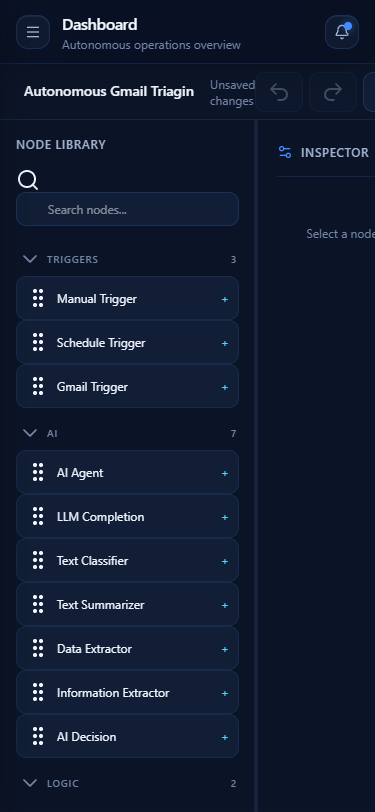 Dashboard
Autonomous operations overview
Autonomous Gmail Triagin
Unsaved
changes
NODE LIBRARY
INSPECTOR
Search nodes...
Select a node
TRIGGERS 3
Manual Trigger +
Schedule Trigger +
Gmail Trigger +
AI 7
AI Agent +
LLM Completion +
Text Classifier +
Text Summarizer +
Data Extractor +
Information Extractor +
AI Decision +
LOGIC 2